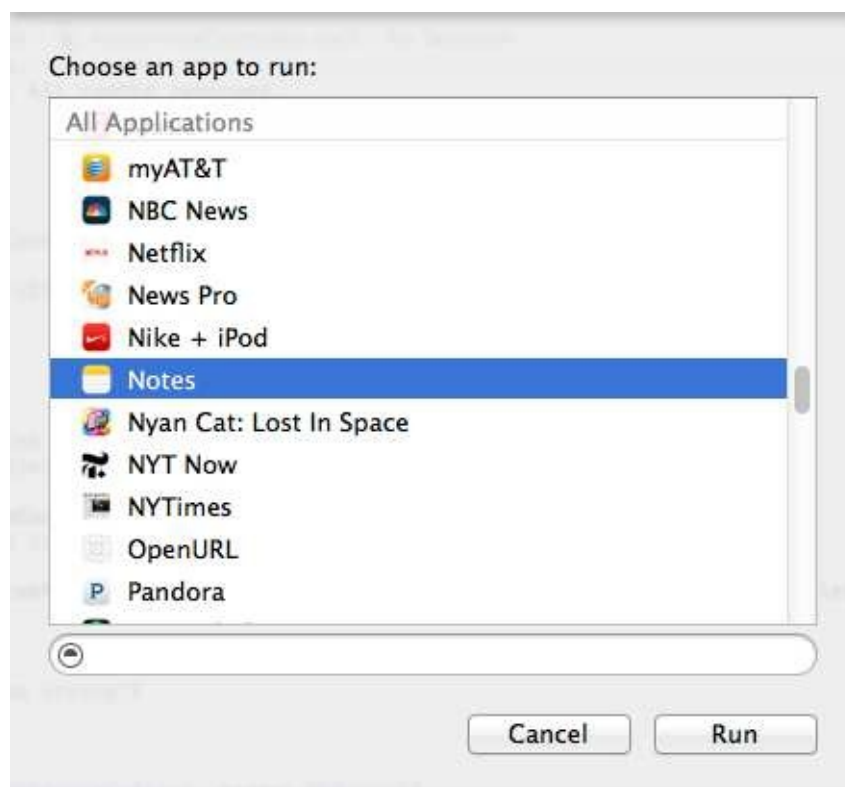 Choose an app to run:
All Applications
myAT&T
NBC News
Netflix
News Pro
Nike + iPod
Notes
Nyan Cat: Lost In Space
NYT Now
NYTimes
OpenURL
P Pandora
Cancel Run